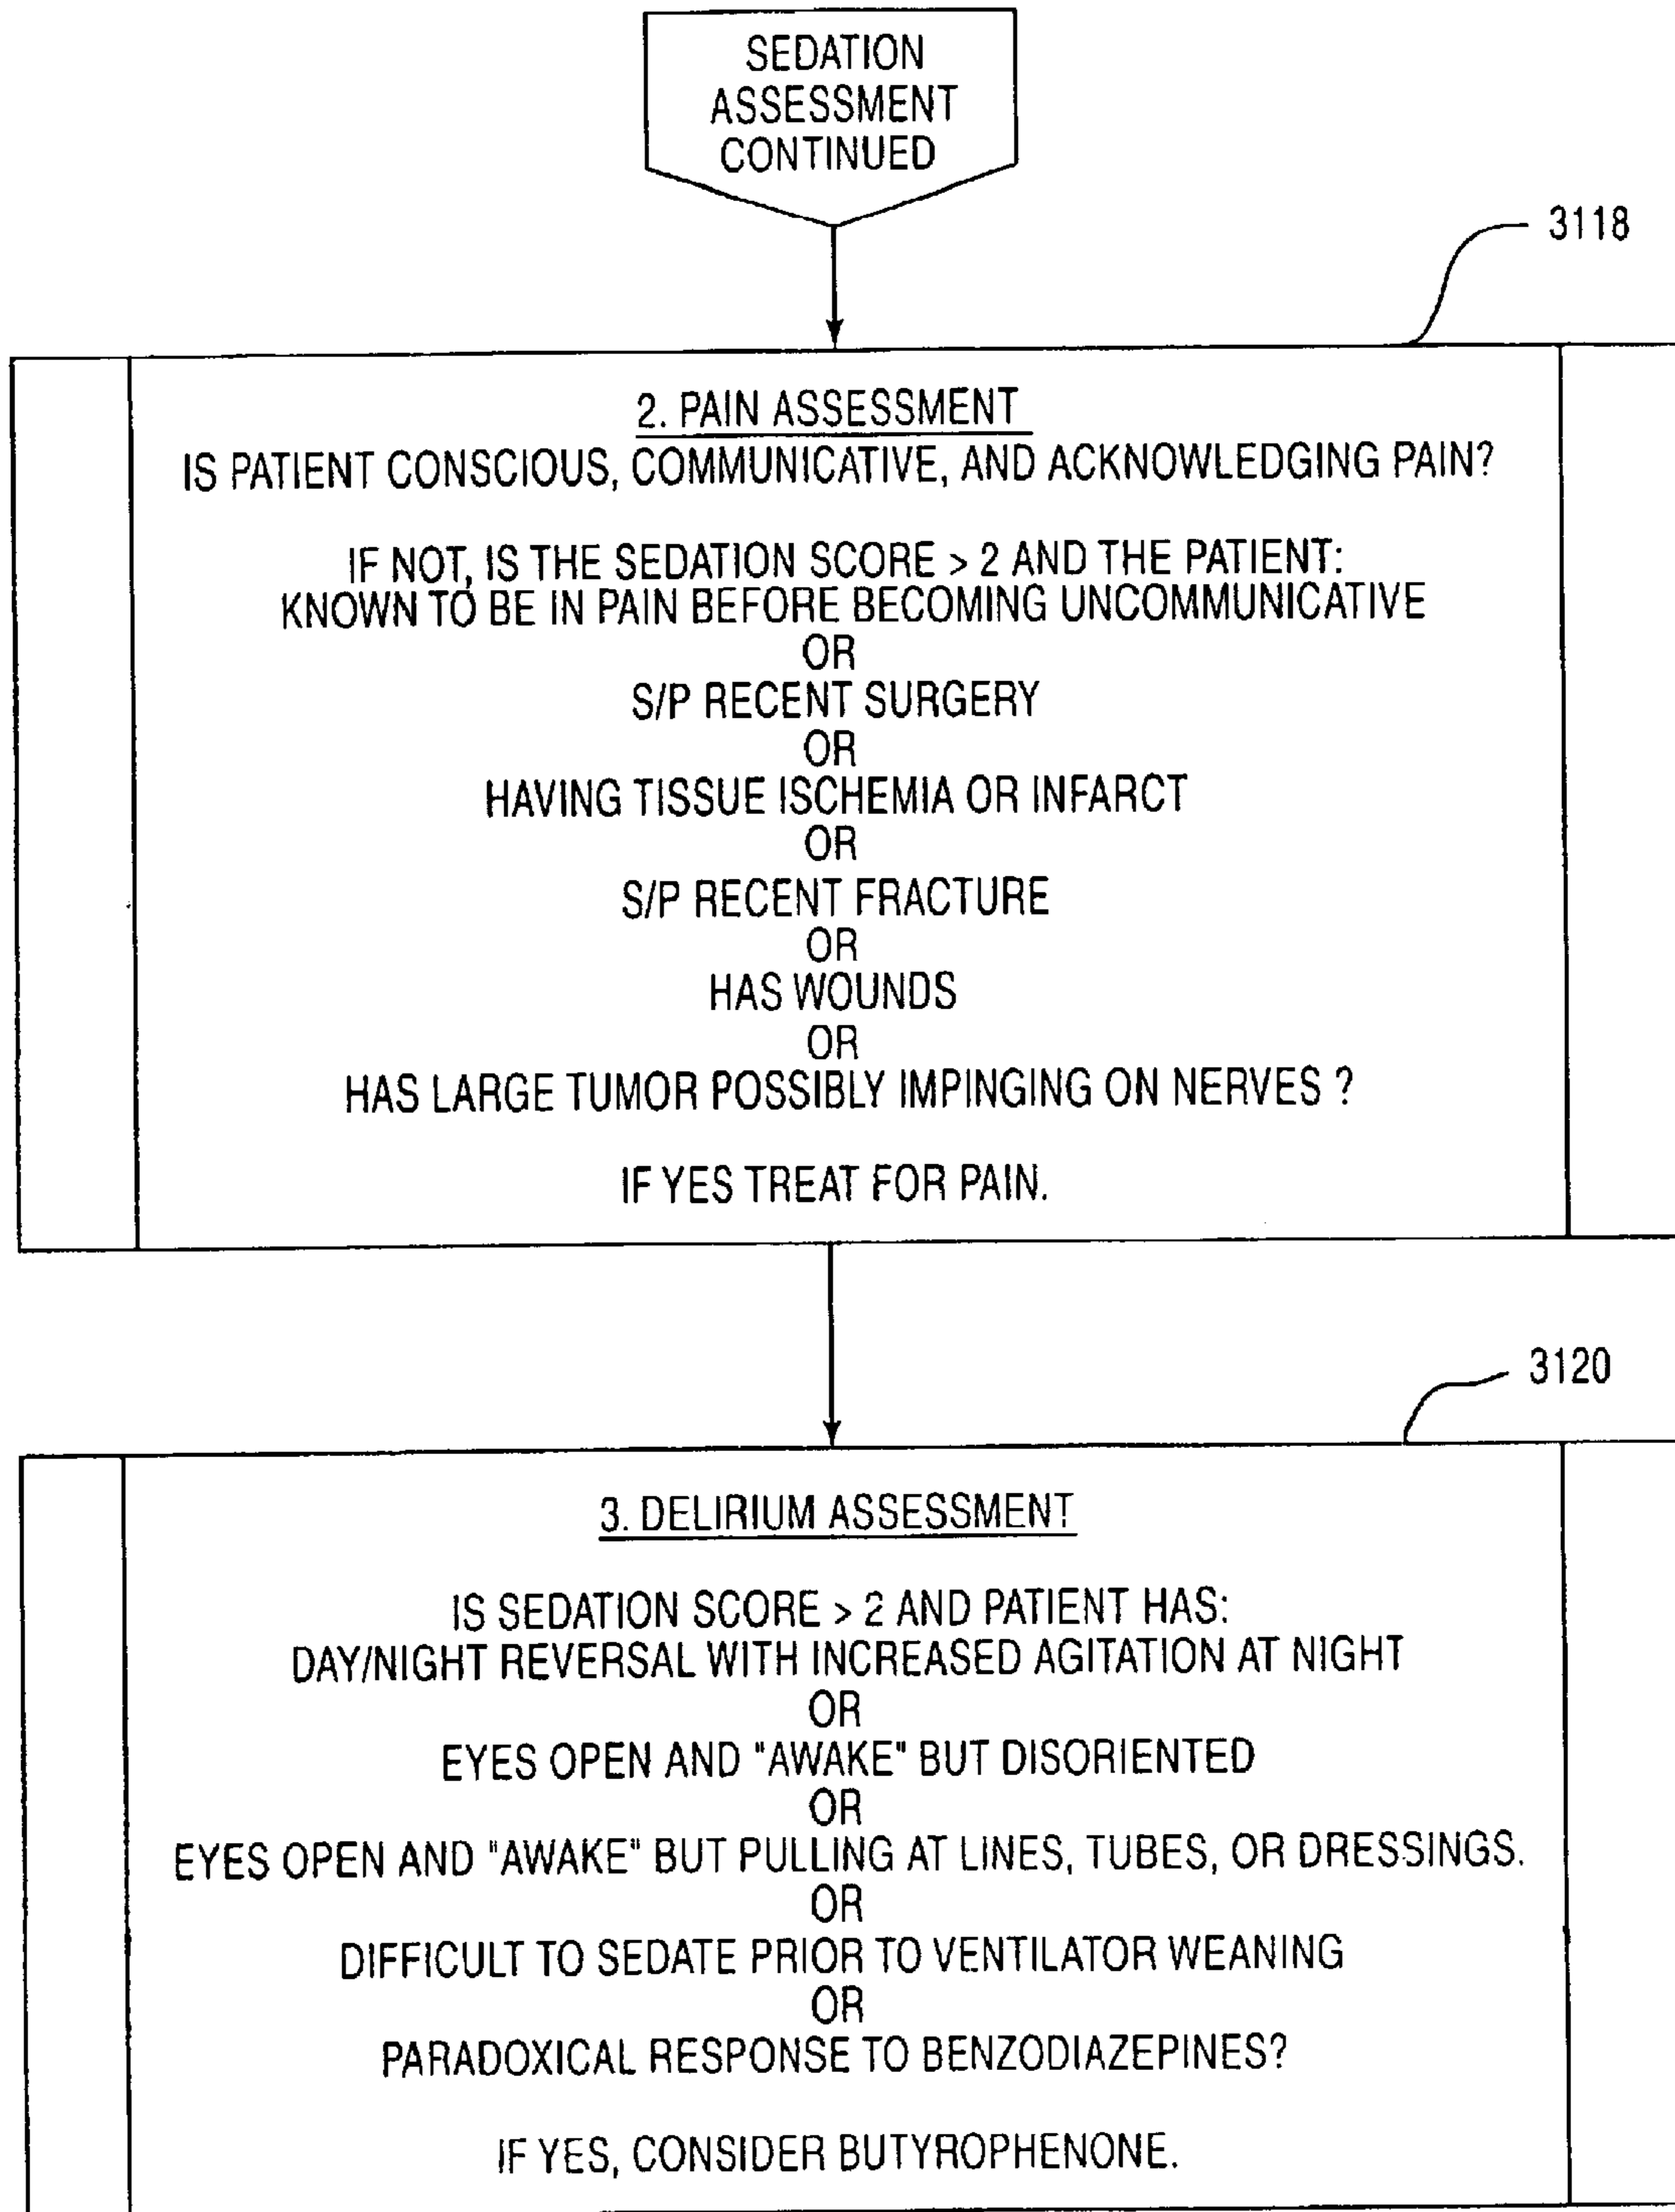 SEDATION
ASSESSMENT
CONTINUED
3118
2. PAIN ASSESSMENT
IS PATIENT CONSCIOUS, COMMUNICATIVE, AND ACKNOWLEDGING PAIN?
IF NOT, IS THE SEDATION SCORE > 2 AND THE PATIENT:
KNOWN TO BE IN PAIN BEFORE BECOMING UNCOMMUNICATIVE
OR
S/P RECENT SURGERY
OR
HAVING TISSUE ISCHEMIA OR INFARCT
OR
S/P RECENT FRACTURE
OR
HAS WOUNDS
OR
HAS LARGE TUMOR POSSIBLY IMPINGING ON NERVES ?
IF YES TREAT FOR PAIN.
3120
3. DELIRIUM ASSESSMENT
IS SEDATION SCORE > 2 AND PATIENT HAS:
DAY/NIGHT REVERSAL WITH INCREASED AGITATION AT NIGHT
OR
EYES OPEN AND "AWAKE" BUT DISORIENTED
OR
EYES OPEN AND "AWAKE" BUT PULLING AT LINES, TUBES, OR DRESSINGS.
OR
DIFFICULT TO SEDATE PRIOR TO VENTILATOR WEANING
OR
PARADOXICAL RESPONSE TO BENZODIAZEPINES?
IF YES, CONSIDER BUTYROPHENONE.